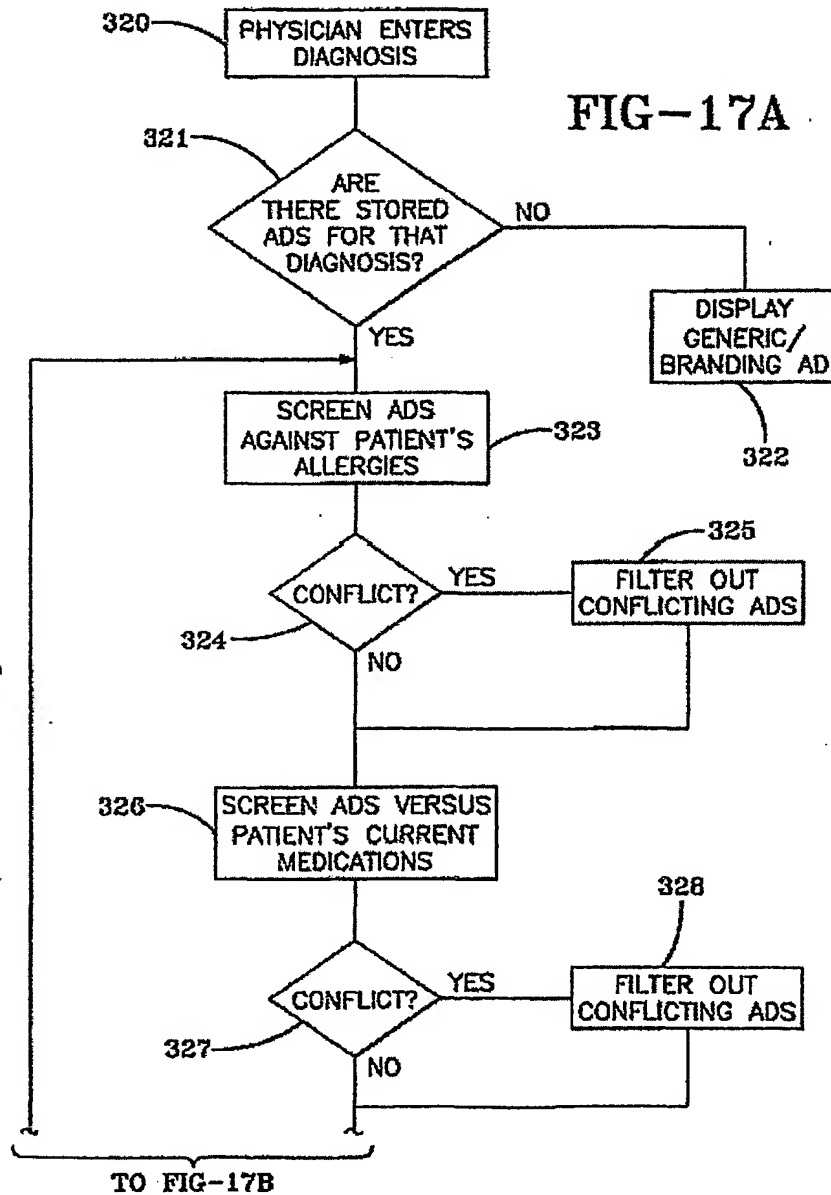 320
PHYSICIAN ENTERS
DIAGNOSIS
FIG-17A
321
ARE
THERE STORED
ADS FOR THAT
DIAGNOSIS?
NO
YES
DISPLAY
GENERIC/
BRANDING AD
322
SCREEN ADS
AGAINST PATIENT'S
ALLERGIES
323
CONFLICT?
YES
324
NO
325
FILTER OUT
CONFLICTING ADS
326
SCREEN ADS VERSUS
PATIENT'S CURRENT
MEDICATIONS
328
CONFLICT?
YES
FILTER OUT
CONFLICTING ADS
327
NO
TO FIG-17B